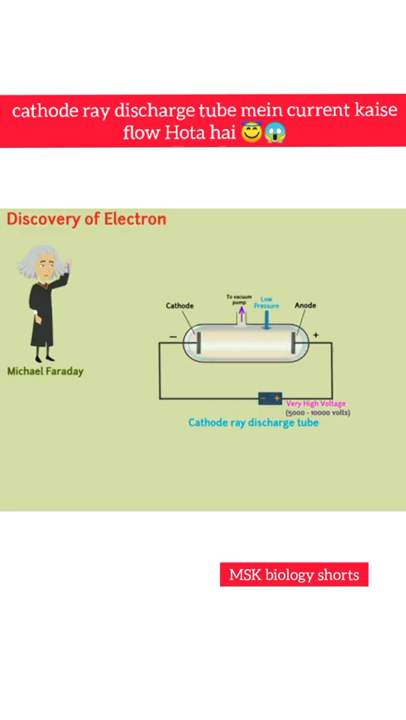 cathode ray discharge tube mein current kaise
flow Hota hai 😇😱
Discovery of Electron
To vacuum
pump
Low
Pressure
Cathode
Anode
−
+
Michael Faraday
− +
Very High Voltage
(5000 - 10000 volts)
Cathode ray discharge tube
MSK biology shorts